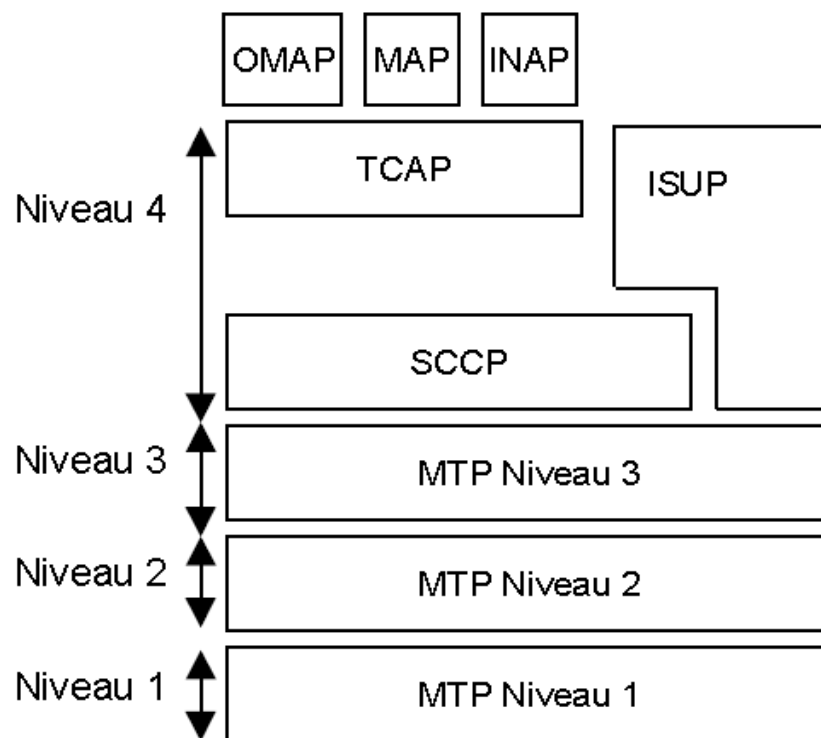 OMAP MAP INAP
TCAP
ISUP
Niveau 4
SCCP
Niveau 3
MTP Niveau 3
Niveau 2
MTP Niveau 2
Niveau 1
MTP Niveau 1